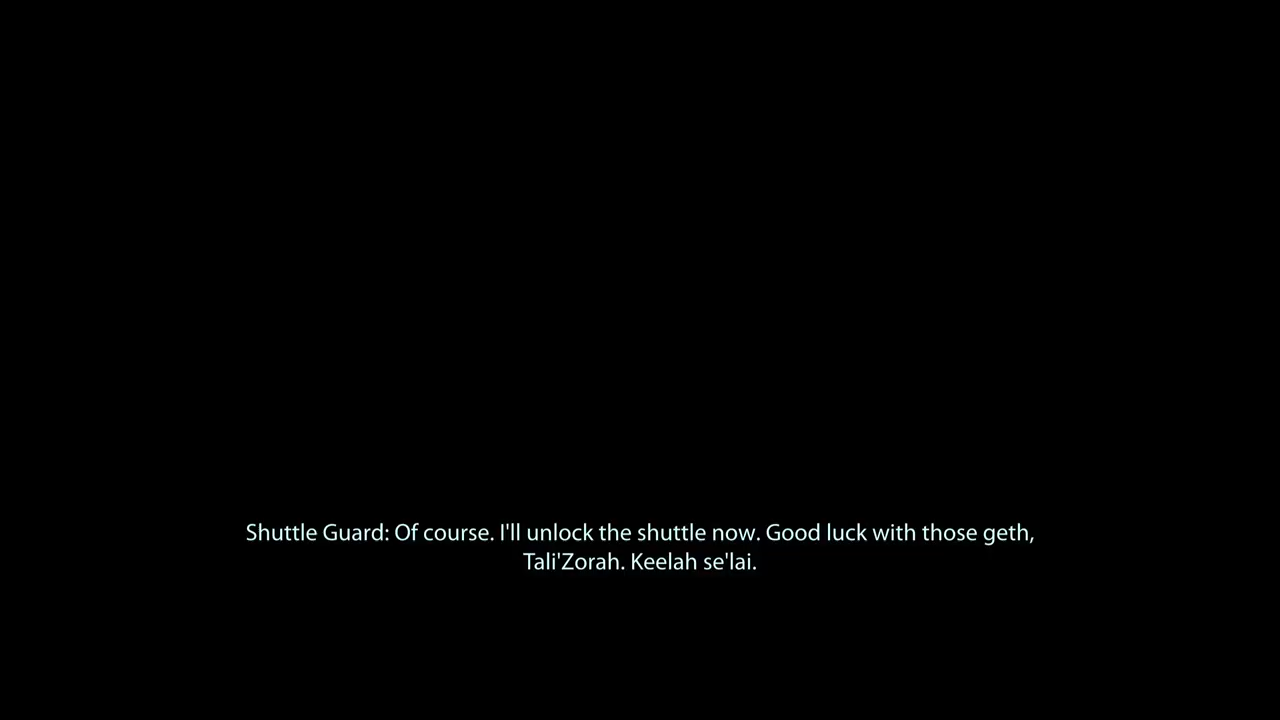 Shuttle Guard: Of course. I'll unlock the shuttle now. Good luck with those geth,
Tali'Zorah. Keelah se'lai.